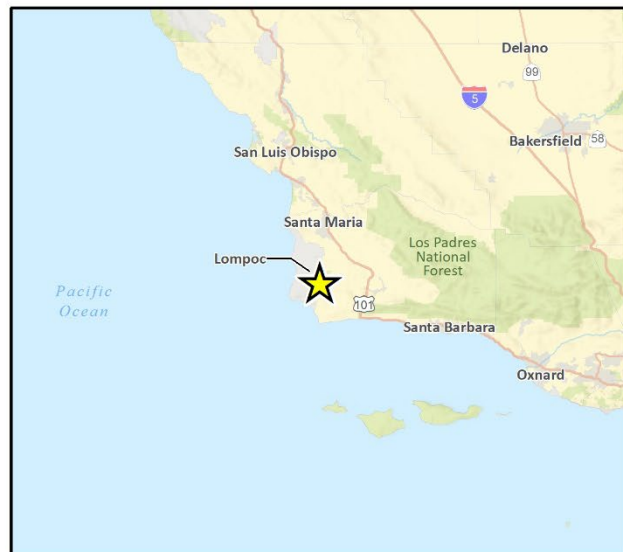 Delano
99
5
Bakersfield
58
San Luis Obispo
Santa Maria
Los Padres
National
Forest
Lompoc
Pacific
Ocean
101
Santa Barbara
Oxnard